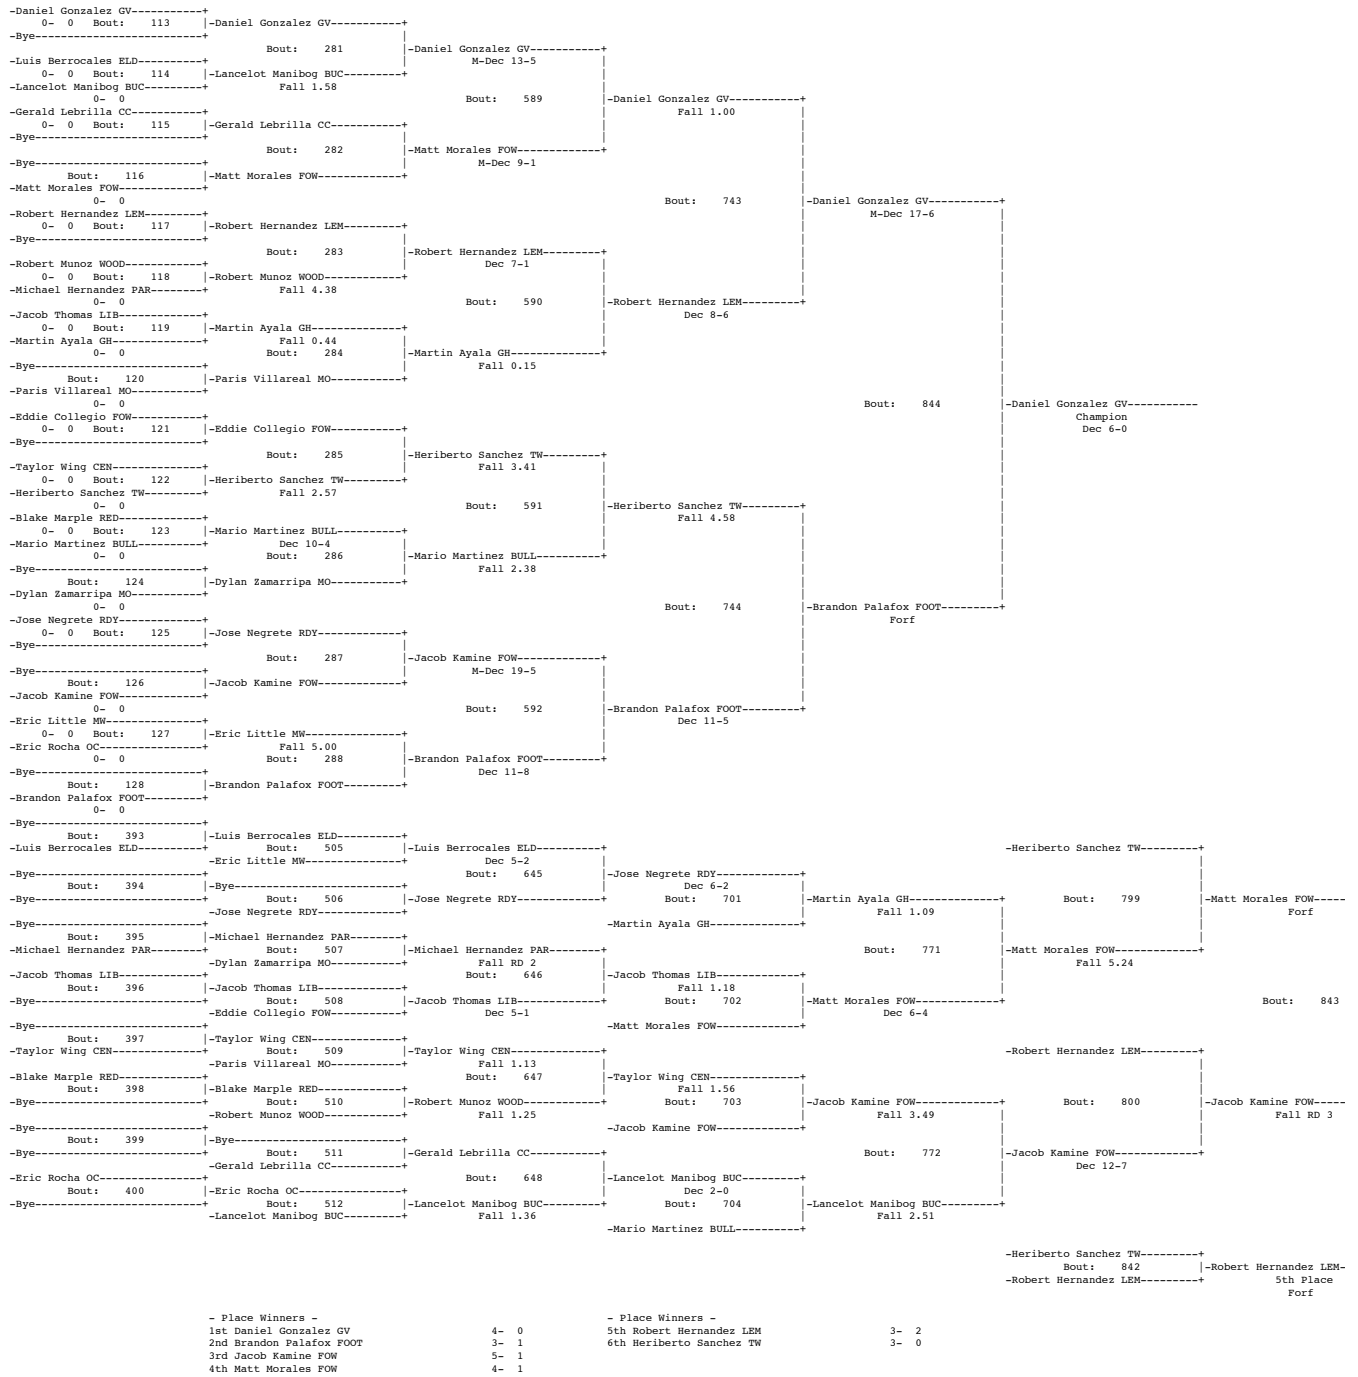 -Daniel Gonzalez GV-----------+
0- 0 Bout: 113 |-Daniel Gonzalez GV-----------+
-Bye--------------------------+ |
Bout: 281 |-Daniel Gonzalez GV-----------+
-Luis Berrocales ELD----------+ | M-Dec 13-5 |
0- 0 Bout: 114 |-Lancelot Manibog BUC---------+ |
-Lancelot Manibog BUC---------+ Fall 1.58 |
0- 0 Bout: 589 |-Daniel Gonzalez GV-----------+
-Gerald Lebrilla CC-----------+ | Fall 1.00 |
0- 0 Bout: 115 |-Gerald Lebrilla CC-----------+ | |
-Bye--------------------------+ | | |
Bout: 282 |-Matt Morales FOW-------------+ |
-Bye--------------------------+ | M-Dec 9-1 |
Bout: 116 |-Matt Morales FOW-------------+ |
-Matt Morales FOW-------------+ |
0- 0 Bout: 743 |-Daniel Gonzalez GV-----------+
-Robert Hernandez LEM---------+ | M-Dec 17-6 |
0- 0 Bout: 117 |-Robert Hernandez LEM---------+ | |
-Bye--------------------------+ | | |
Bout: 283 |-Robert Hernandez LEM---------+ | |
-Robert Munoz WOOD------------+ | Dec 7-1 | | |
0- 0 Bout: 118 |-Robert Munoz WOOD------------+ | | |
-Michael Hernandez PAR--------+ Fall 4.38 | | |
0- 0 Bout: 590 |-Robert Hernandez LEM---------+ |
-Jacob Thomas LIB-------------+ | Dec 8-6 |
0- 0 Bout: 119 |-Martin Ayala GH--------------+ | |
-Martin Ayala GH--------------+ Fall 0.44 | | |
0- 0 Bout: 284 |-Martin Ayala GH--------------+ |
-Bye--------------------------+ | Fall 0.15 |
Bout: 120 |-Paris Villareal MO-----------+ |
-Paris Villareal MO-----------+ |
0- 0 Bout: 844 |-Daniel Gonzalez GV-----------
-Eddie Collegio FOW-----------+ | Champion
0- 0 Bout: 121 |-Eddie Collegio FOW-----------+ | Dec 6-0
-Bye--------------------------+ | |
Bout: 285 |-Heriberto Sanchez TW---------+ |
-Taylor Wing CEN--------------+ | Fall 3.41 | |
0- 0 Bout: 122 |-Heriberto Sanchez TW---------+ | |
-Heriberto Sanchez TW---------+ Fall 2.57 | |
0- 0 Bout: 591 |-Heriberto Sanchez TW---------+ |
-Blake Marple RED-------------+ | Fall 4.58 | |
0- 0 Bout: 123 |-Mario Martinez BULL----------+ | | |
-Mario Martinez BULL----------+ Dec 10-4 | | | |
0- 0 Bout: 286 |-Mario Martinez BULL----------+ | |
-Bye--------------------------+ | Fall 2.38 | |
Bout: 124 |-Dylan Zamarripa MO-----------+ | |
-Dylan Zamarripa MO-----------+ | |
0- 0 Bout: 744 |-Brandon Palafox FOOT---------+
-Jose Negrete RDY-------------+ | Forf
0- 0 Bout: 125 |-Jose Negrete RDY-------------+ |
-Bye--------------------------+ | |
Bout: 287 |-Jacob Kamine FOW-------------+ |
-Bye--------------------------+ | M-Dec 19-5 | |
Bout: 126 |-Jacob Kamine FOW-------------+ | |
-Jacob Kamine FOW-------------+ | |
0- 0 Bout: 592 |-Brandon Palafox FOOT---------+
-Eric Little MW---------------+ | Dec 11-5
0- 0 Bout: 127 |-Eric Little MW---------------+ |
-Eric Rocha OC----------------+ Fall 5.00 | |
0- 0 Bout: 288 |-Brandon Palafox FOOT---------+
-Bye--------------------------+ | Dec 11-8
Bout: 128 |-Brandon Palafox FOOT---------+
-Brandon Palafox FOOT---------+
0- 0
-Bye--------------------------+
Bout: 393 |-Luis Berrocales ELD----------+
-Luis Berrocales ELD----------+ Bout: 505 |-Luis Berrocales ELD----------+ -Heriberto Sanchez TW---------+
-Eric Little MW---------------+ Dec 5-2 | |
-Bye--------------------------+ Bout: 645 |-Jose Negrete RDY-------------+ |
Bout: 394 |-Bye--------------------------+ | Dec 6-2 | |
-Bye--------------------------+ Bout: 506 |-Jose Negrete RDY-------------+ Bout: 701 |-Martin Ayala GH--------------+ Bout: 799 |-Matt Morales FOW-----
-Jose Negrete RDY-------------+ | Fall 1.09 | | Forf
-Bye--------------------------+ -Martin Ayala GH--------------+ | |
Bout: 395 |-Michael Hernandez PAR--------+ | |
-Michael Hernandez PAR--------+ Bout: 507 |-Michael Hernandez PAR--------+ Bout: 771 |-Matt Morales FOW-------------+
-Dylan Zamarripa MO-----------+ Fall RD 2 | | Fall 5.24
-Jacob Thomas LIB-------------+ Bout: 646 |-Jacob Thomas LIB-------------+ |
Bout: 396 |-Jacob Thomas LIB-------------+ | Fall 1.18 | |
-Bye--------------------------+ Bout: 508 |-Jacob Thomas LIB-------------+ Bout: 702 |-Matt Morales FOW-------------+ Bout: 843
-Eddie Collegio FOW-----------+ Dec 5-1 | Dec 6-4
-Bye--------------------------+ -Matt Morales FOW-------------+
Bout: 397 |-Taylor Wing CEN--------------+
-Taylor Wing CEN--------------+ Bout: 509 |-Taylor Wing CEN--------------+ -Robert Hernandez LEM---------+
-Paris Villareal MO-----------+ Fall 1.13 | |
-Blake Marple RED-------------+ Bout: 647 |-Taylor Wing CEN--------------+ |
Bout: 398 |-Blake Marple RED-------------+ | Fall 1.56 | |
-Bye--------------------------+ Bout: 510 |-Robert Munoz WOOD------------+ Bout: 703 |-Jacob Kamine FOW-------------+ Bout: 800 |-Jacob Kamine FOW-----
-Robert Munoz WOOD------------+ Fall 1.25 | Fall 3.49 | | Fall RD 3
-Bye--------------------------+ -Jacob Kamine FOW-------------+ | |
Bout: 399 |-Bye--------------------------+ | |
-Bye--------------------------+ Bout: 511 |-Gerald Lebrilla CC-----------+ Bout: 772 |-Jacob Kamine FOW-------------+
-Gerald Lebrilla CC-----------+ | | Dec 12-7
-Eric Rocha OC----------------+ Bout: 648 |-Lancelot Manibog BUC---------+ |
Bout: 400 |-Eric Rocha OC----------------+ | Dec 2-0 | |
-Bye--------------------------+ Bout: 512 |-Lancelot Manibog BUC---------+ Bout: 704 |-Lancelot Manibog BUC---------+
-Lancelot Manibog BUC---------+ Fall 1.36 | Fall 2.51
-Mario Martinez BULL----------+
-Heriberto Sanchez TW---------+
Bout: 842 |-Robert Hernandez LEM-
-Robert Hernandez LEM---------+ 5th Place
Forf
- Place Winners - - Place Winners -
1st Daniel Gonzalez GV 4- 0 5th Robert Hernandez LEM 3- 2
2nd Brandon Palafox FOOT 3- 1 6th Heriberto Sanchez TW 3- 0
3rd Jacob Kamine FOW 5- 1
4th Matt Morales FOW 4- 1